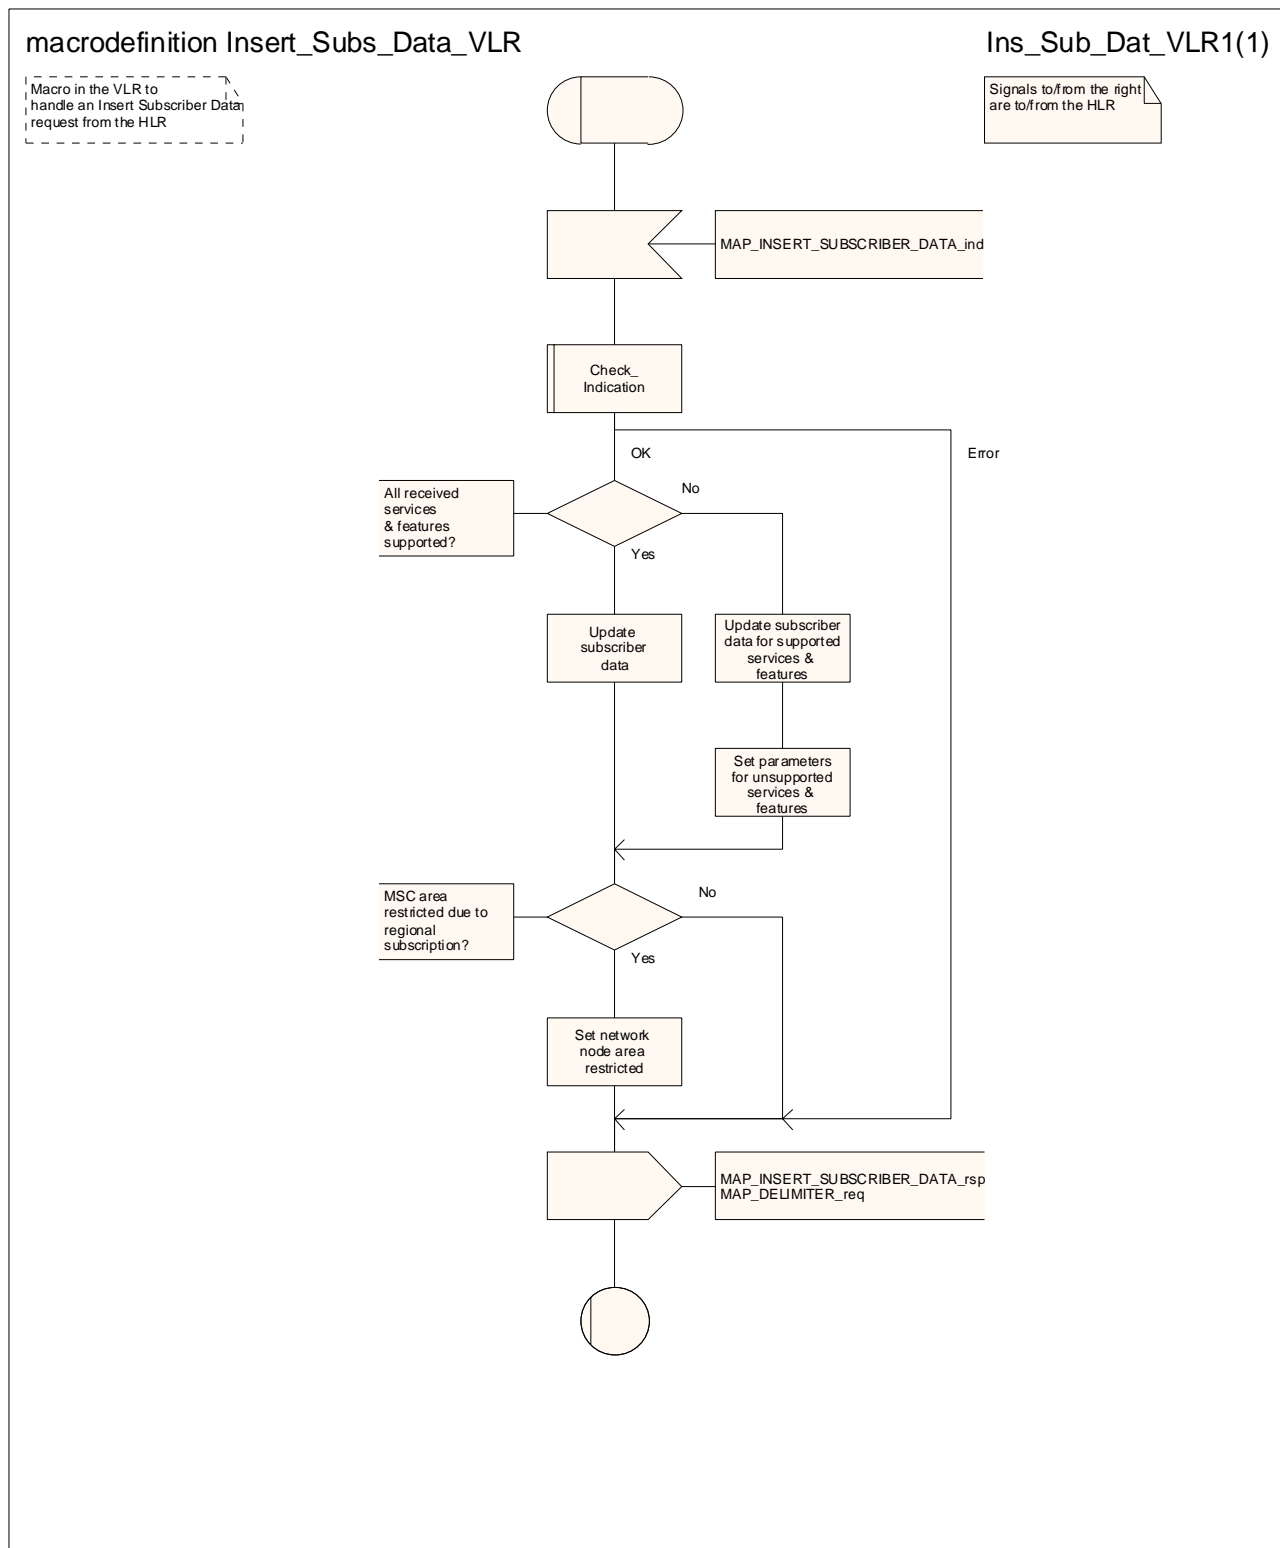 macrodefinition Insert_Subs_Data_VLR
Ins_Sub_Dat_VLR1(1)
Macro in the VLR to
handle an Insert Subscriber Data
request from the HLR
Signals to/from the right
are to/from the HLR
MAP_INSERT_SUBSCRIBER_DATA_ind
Check_
Indication
OK
Error
All received
services
& features
supported?
No
Yes
Update
subscriber
data
Update subscriber
data for supported
services &
features
Set parameters
for unsupported
services &
features
MSC area
restricted due to
regional
subscription?
No
Yes
Set network
node area
restricted
MAP_INSERT_SUBSCRIBER_DATA_rsp
MAP_DELIMITER_req